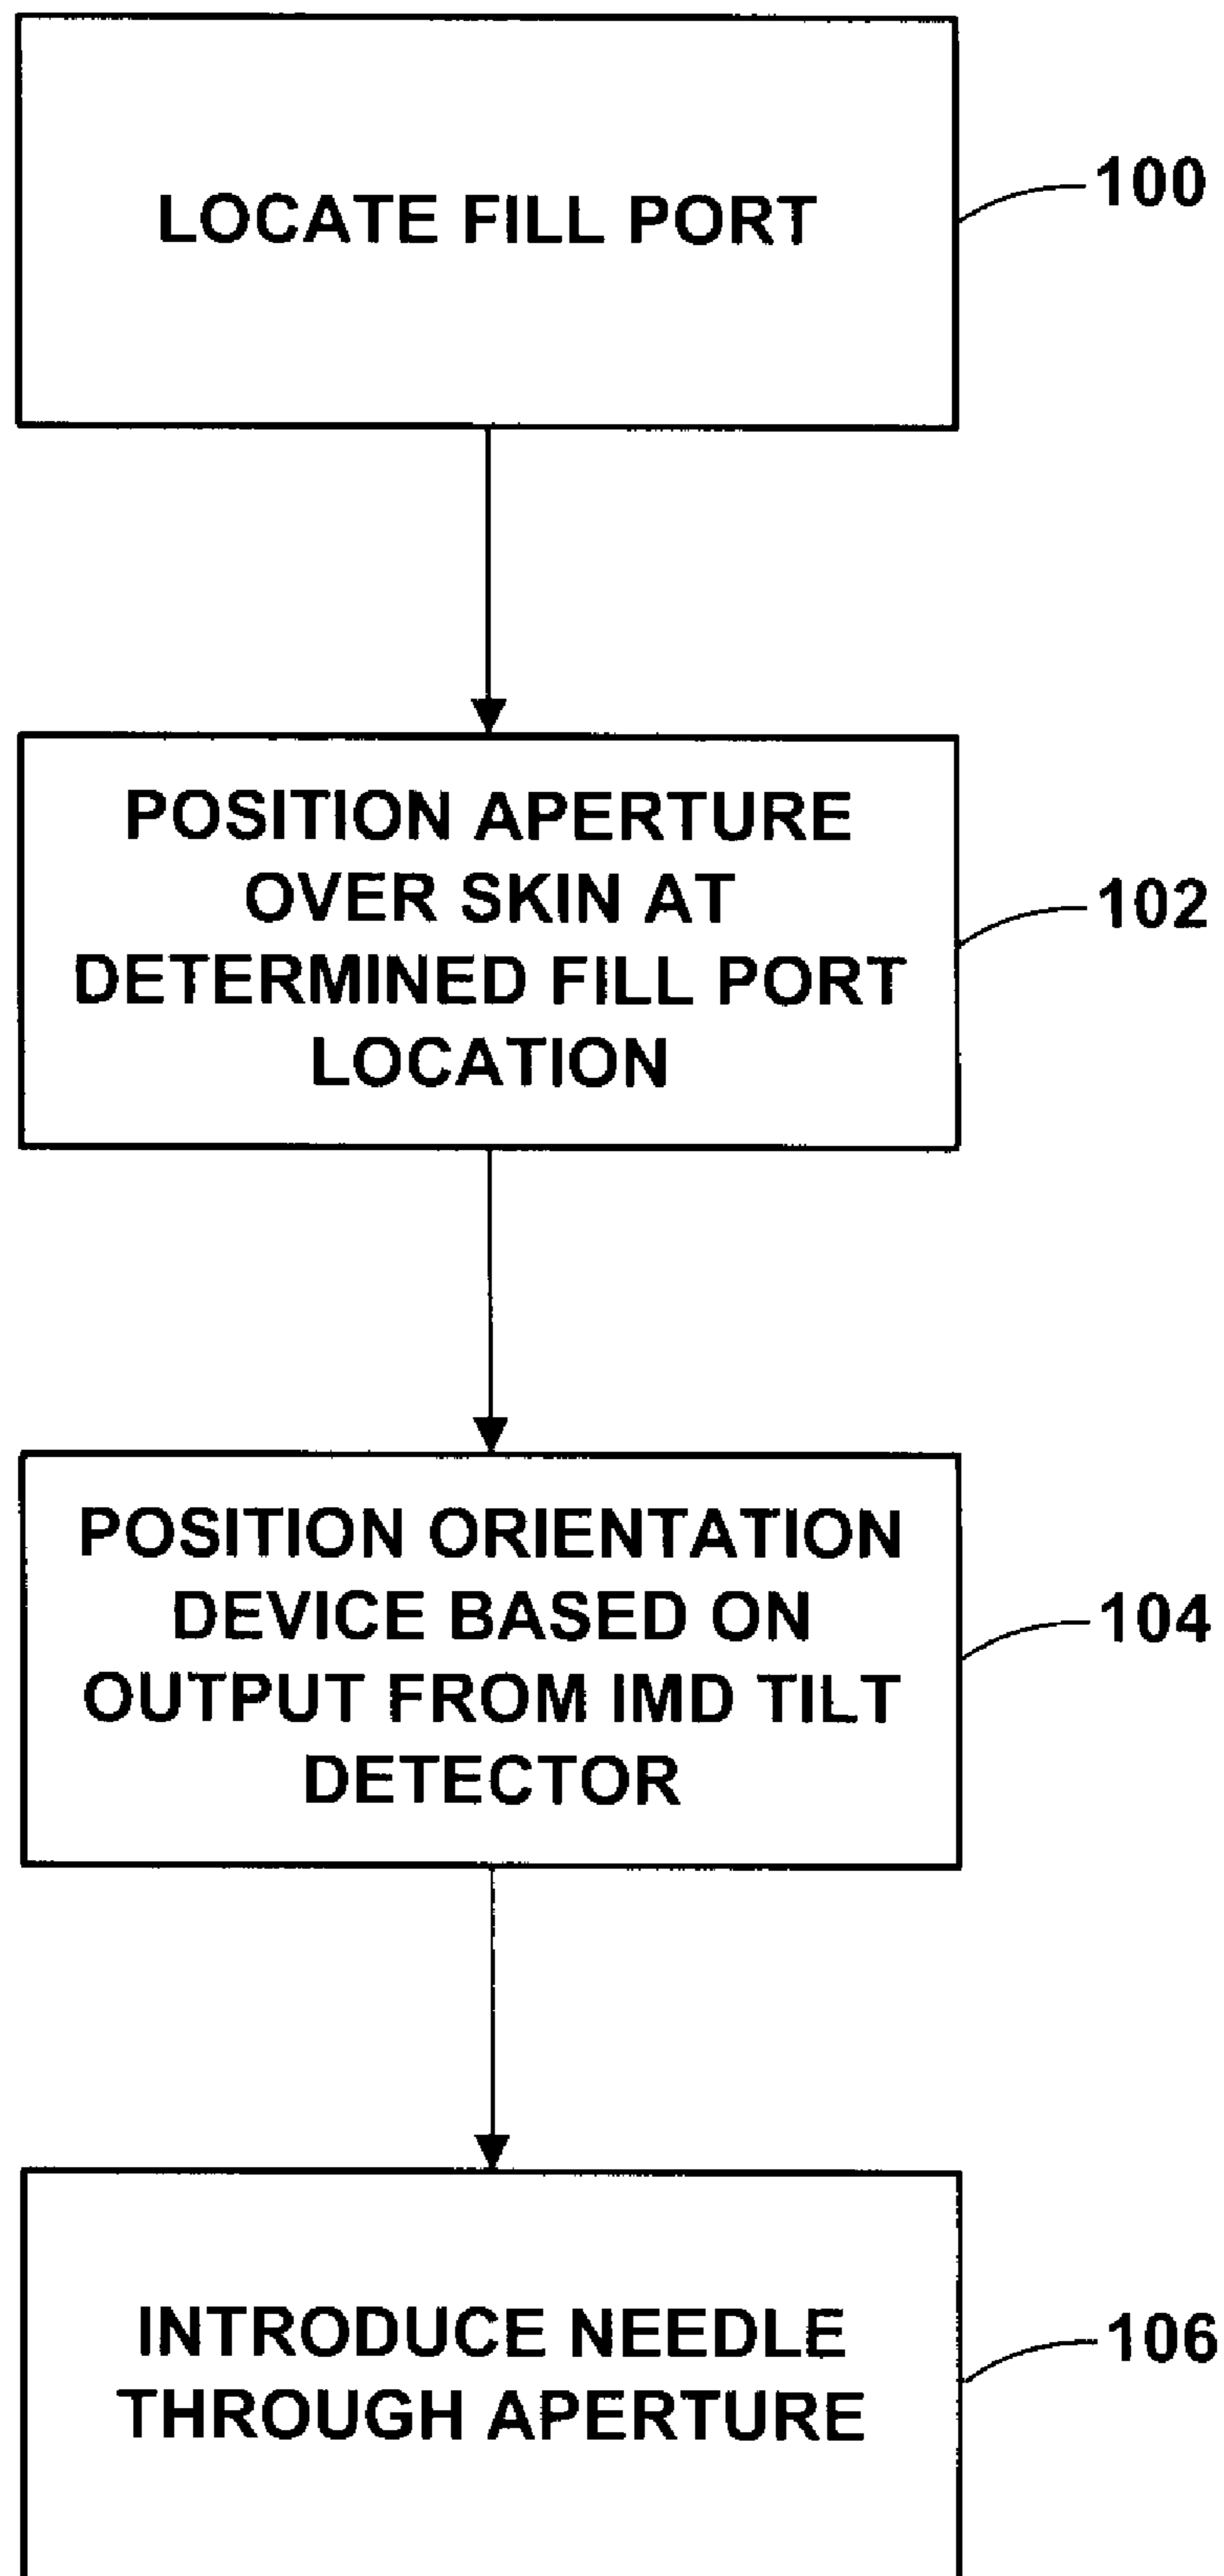 LOCATE FILL PORT
100
POSITION APERTURE
OVER SKIN AT
DETERMINED FILL PORT
LOCATION
102
POSITION ORIENTATION
DEVICE BASED ON
OUTPUT FROM IMD TILT
DETECTOR
104
INTRODUCE NEEDLE
THROUGH APERTURE
106